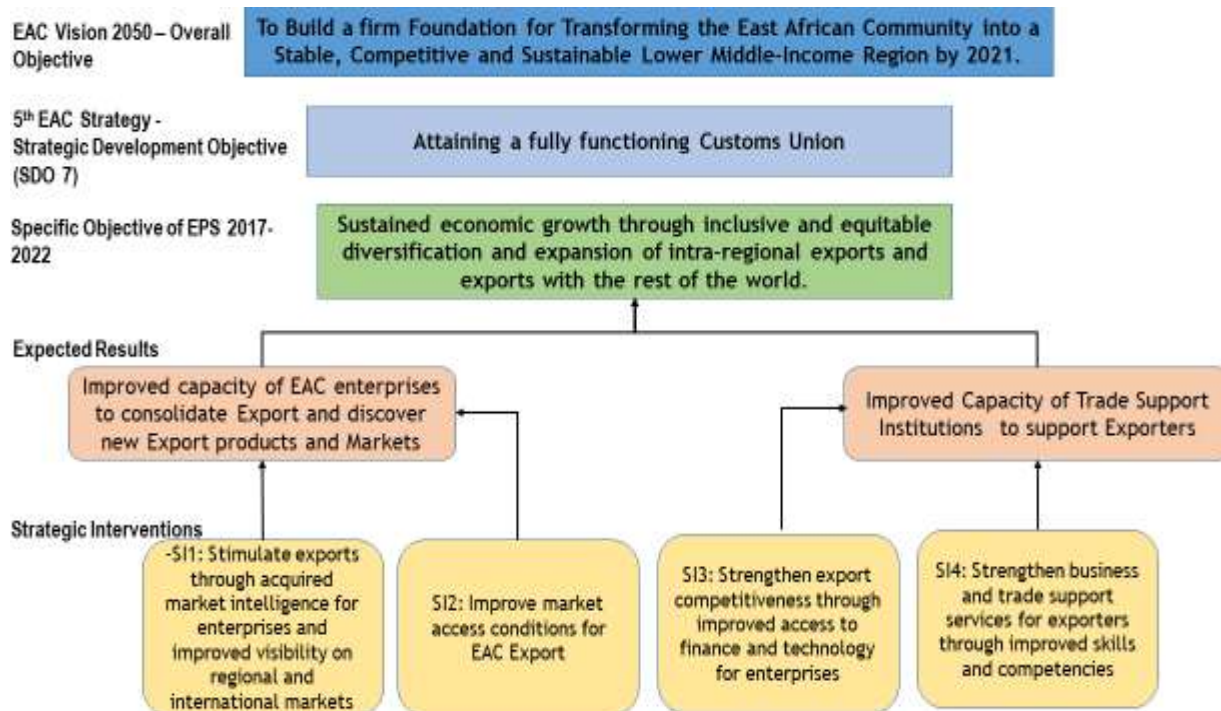 EAC Vision 2050 – Overall
Objective
To Build a firm Foundation for Transforming the East African Community into a
Stable, Competitive and Sustainable Lower Middle-Income Region by 2021.
5th EAC Strategy -
Strategic Development Objective
(SDO 7)
Attaining a fully functioning Customs Union
Specific Objective of EPS 2017-
2022
Sustained economic growth through inclusive and equitable
diversification and expansion of intra-regional exports and
exports with the rest of the world.
Expected Results
Improved capacity of EAC enterprises
to consolidate Export and discover
new Export products and Markets
Improved Capacity of Trade Support
Institutions to support Exporters
Strategic Interventions
-SI1: Stimulate exports
through acquired
market intelligence for
enterprises and
improved visibility on
regional and
international markets
SI2: Improve market
access conditions for
EAC Export
SI3: Strengthen export
competitiveness through
improved access to
finance and technology
for enterprises
SI4: Strengthen business
and trade support
services for exporters
through improved skills
and competencies